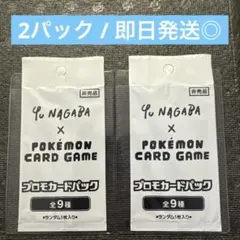 2パック / 即日発送◎
非売品
Yu NAGABA
×
POKÉMON
CARD GAME
プロモカードパック
全9種
ランダム1枚入り
非売品
Yu NAGABA
×
POKÉMON
CARD GAME
プロモカードパック
全9種
ランダム1枚入り